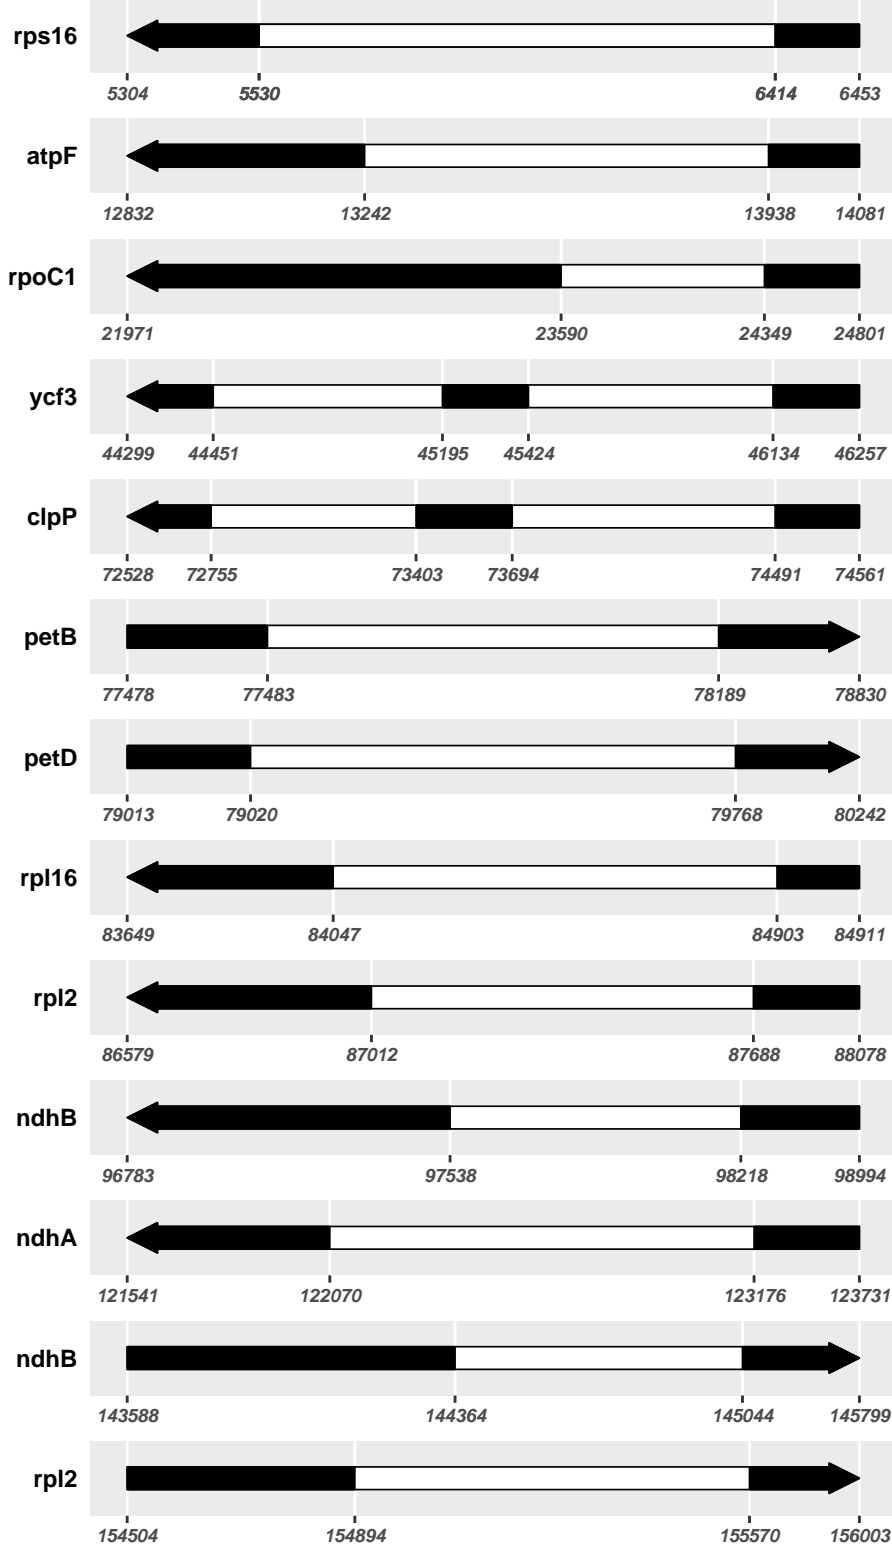 rps16
5304 5530 6414 6453
atpF
12832 13242 13938 14081
rpoC1
21971 23590 24349 24801
ycf3
44299 44451 45195 45424 46134 46257
clpP
72528 72755 73403 73694 74491 74561
petB
77478 77483 78189 78830
petD
79013 79020 79768 80242
rpl16
83649 84047 84903 84911
rpl2
86579 87012 87688 88078
ndhB
96783 97538 98218 98994
ndhA
121541 122070 123176 123731
ndhB
143588 144364 145044 145799
rpl2
154504 154894 155570 156003